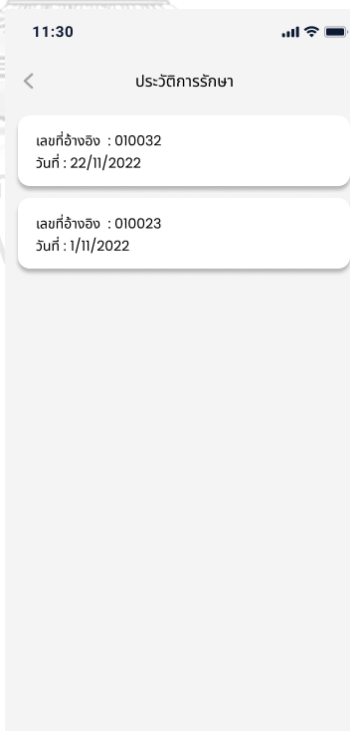 11:30
ประวัติการรักษา
เลขที่อ้างอิง : 010032
วันที่ : 22/11/2022
เลขที่อ้างอิง : 010023
วันที่ : 1/11/2022